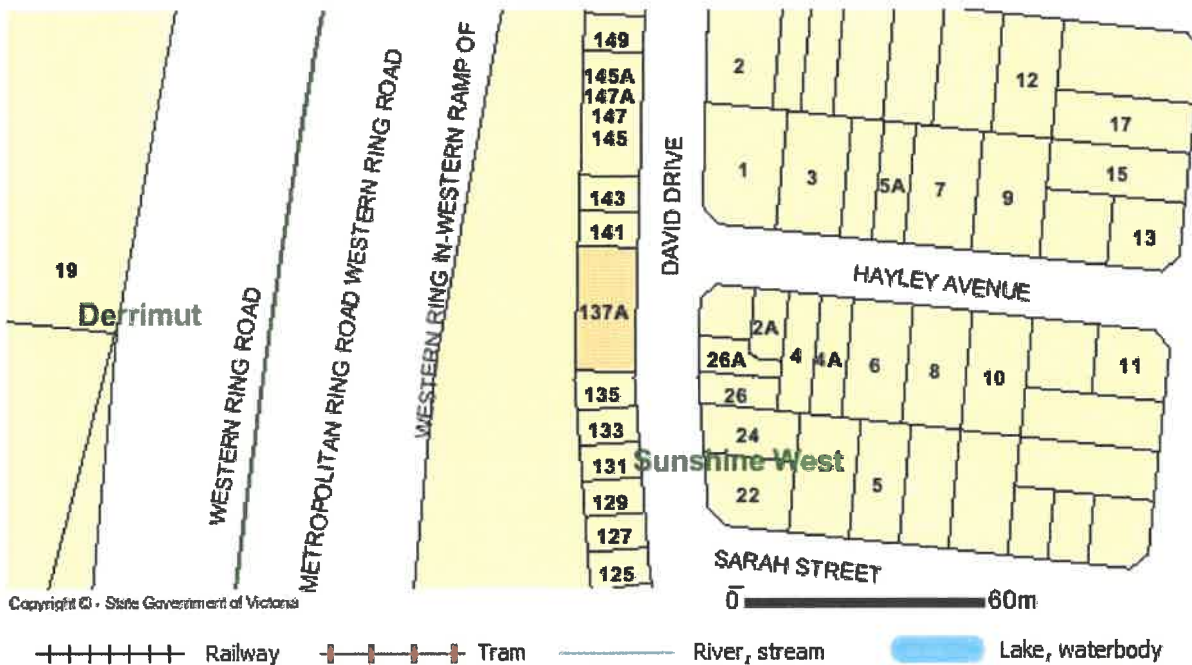 149
145A
147A
147
145
143
141
137A
135
133
131
129
127
125
19
Derrimut
WESTERN RING ROAD
METROPOLITAN RING ROAD WESTERN RING ROAD
WESTERN RING IN-WESTERN RAMP OF
DAVID DRIVE
2
12
17
1
3
5A
7
9
15
13
HAYLEY AVENUE
2A
26A
26
4
4A
6
8
10
11
24
22
5
Sunshine West
SARAH STREET
Copyright © - State Government of Victoria
0 60m
Railway
Tram
River, stream
Lake, waterbody